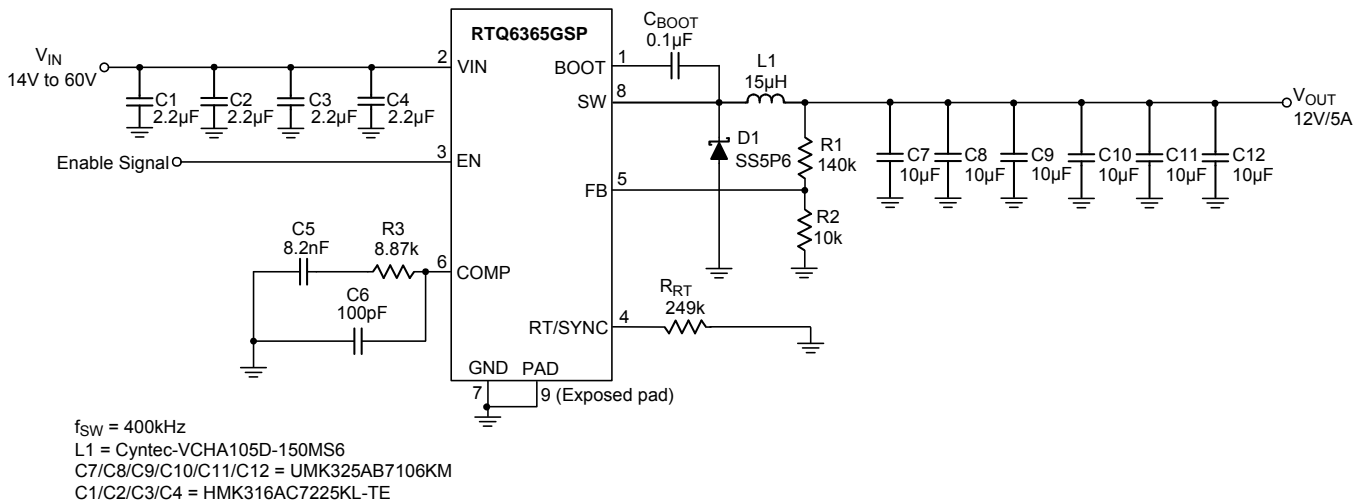 RTQ6365GSP
V_IN
14V to 60V
C1
2.2µF
C2
2.2µF
C3
2.2µF
C4
2.2µF
2
VIN
Enable Signal
3
EN
C5
8.2nF
R3
8.87k
6
COMP
C6
100pF
GND
PAD
7
9 (Exposed pad)
BOOT
1
C_BOOT
0.1µF
SW
8
L1
15µH
D1
SS5P6
R1
140k
FB
5
R2
10k
RT/SYNC
4
R_RT
249k
C7
10µF
C8
10µF
C9
10µF
C10
10µF
C11
10µF
C12
10µF
V_OUT
12V/5A
f_SW = 400kHz
L1 = Cyntec-VCHA105D-150MS6
C7/C8/C9/C10/C11/C12 = UMK325AB7106KM
C1/C2/C3/C4 = HMK316AC7225KL-TE